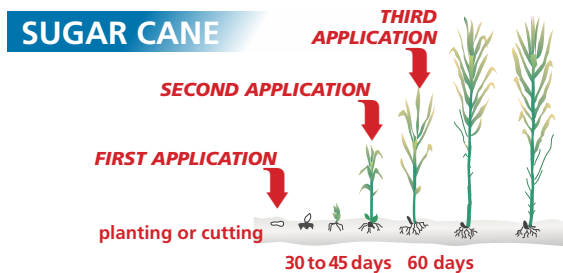 SUGAR CANE
THIRD
APPLICATION
SECOND APPLICATION
FIRST APPLICATION
planting or cutting
30 to 45 days
60 days